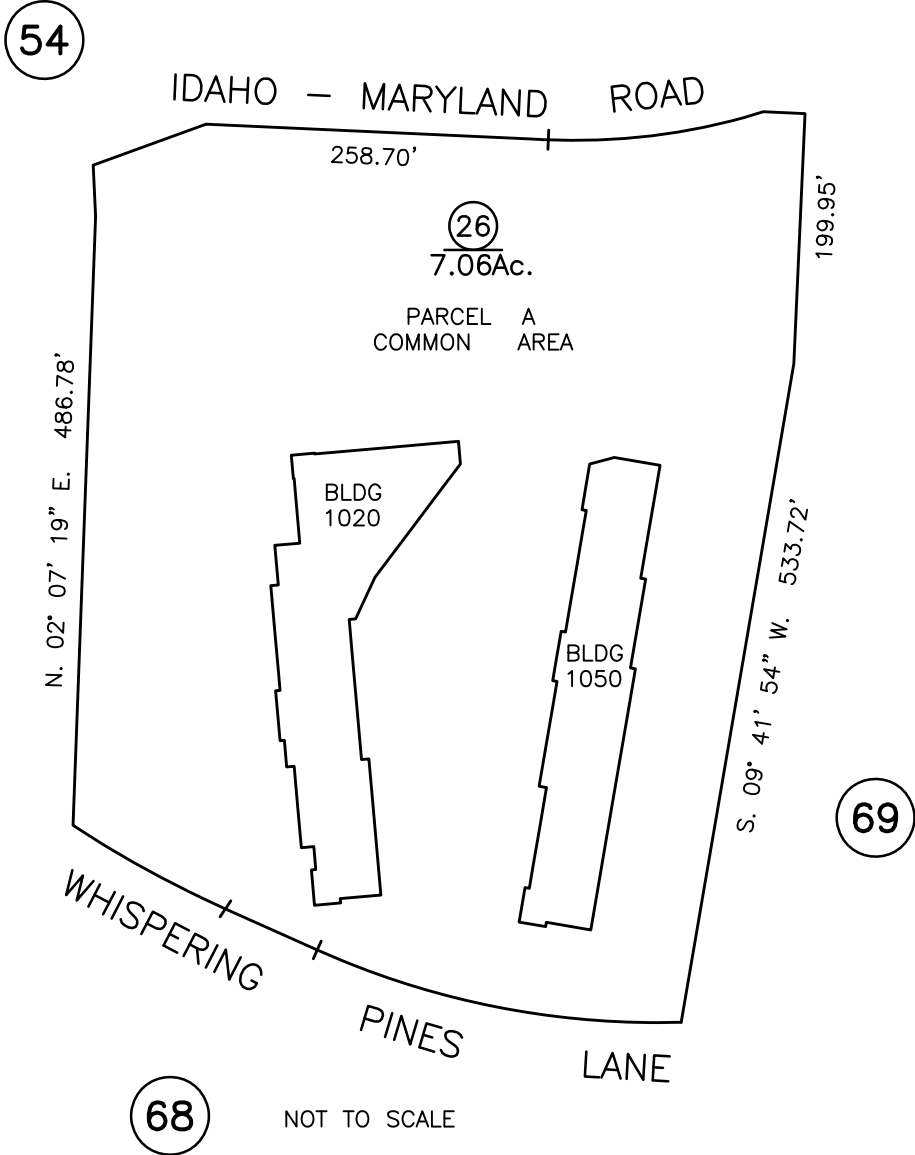 54
IDAHO – MARYLAND ROAD
258.70’
199.95’
26
7.06Ac.
PARCEL A
COMMON AREA
N. 02° 07’ 19” E. 486.78’
BLDG
1020
BLDG
1050
S. 09° 41’ 54” W. 533.72’
69
WHISPERING PINES LANE
68
NOT TO SCALE